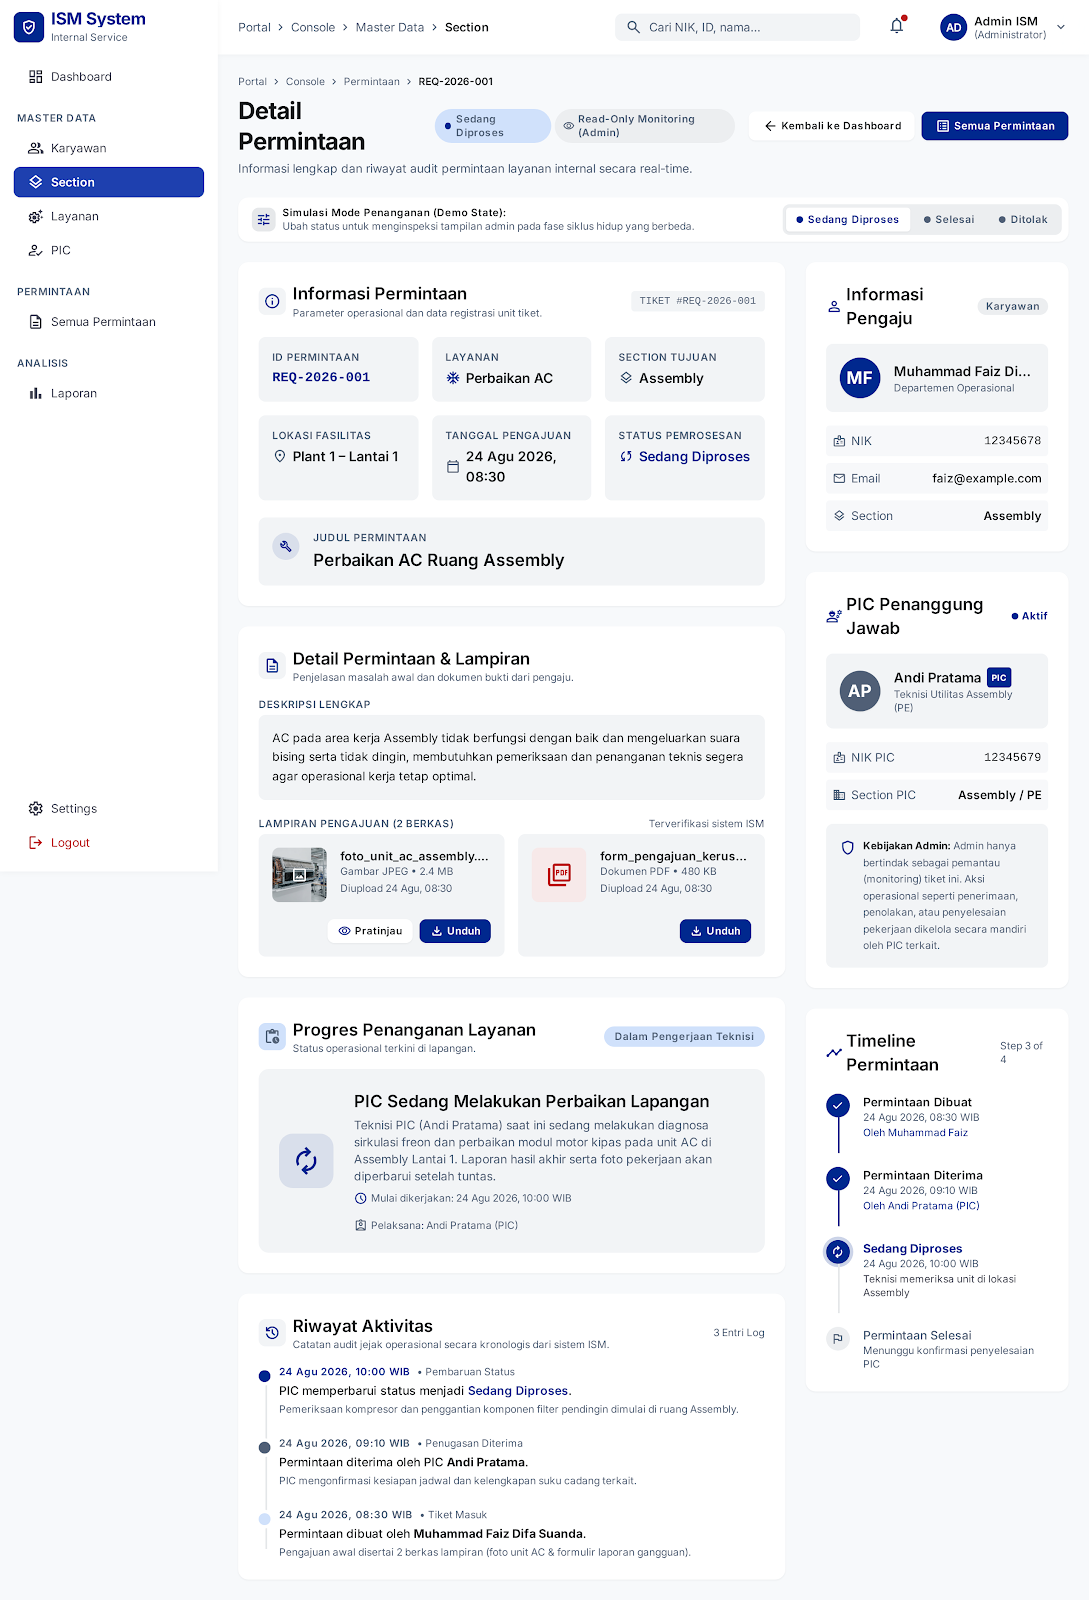 ISM System
Internal Service
Dashboard
MASTER DATA
Karyawan
Section
Layanan
PIC
PERMINTAAN
Semua Permintaan
ANALISIS
Laporan
Settings
Logout
Portal > Console > Master Data > Section
Cari NIK, ID, nama...
AD
Admin ISM
(Administrator)
Portal > Console > Permintaan > REQ-2026-001
Detail
Permintaan
Sedang
Diproses
Read-Only Monitoring
(Admin)
Kembali ke Dashboard
Semua Permintaan
Informasi lengkap dan riwayat audit permintaan layanan internal secara real-time.
Simulasi Mode Penanganan (Demo State):
Ubah status untuk menginspeksi tampilan admin pada fase siklus hidup yang berbeda.
Sedang Diproses
Selesai
Ditolak
Informasi Permintaan
Parameter operasional dan data registrasi unit tiket.
TIKET #REQ-2026-001
ID PERMINTAAN
REQ-2026-001
LAYANAN
Perbaikan AC
SECTION TUJUAN
Assembly
LOKASI FASILITAS
Plant 1 – Lantai 1
TANGGAL PENGAJUAN
24 Agu 2026,
08:30
STATUS PEMROSESAN
Sedang Diproses
JUDUL PERMINTAAN
Perbaikan AC Ruang Assembly
Detail Permintaan & Lampiran
Penjelasan masalah awal dan dokumen bukti dari pengaju.
DESKRIPSI LENGKAP
AC pada area kerja Assembly tidak berfungsi dengan baik dan mengeluarkan suara
bising serta tidak dingin, membutuhkan pemeriksaan dan penanganan teknis segera
agar operasional kerja tetap optimal.
LAMPIRAN PENGAJUAN (2 BERKAS)
Terverifikasi sistem ISM
foto_unit_ac_assembly....
Gambar JPEG • 2.4 MB
Diupload 24 Agu, 08:30
Pratinjau
Unduh
PDF
form_pengajuan_kerus...
Dokumen PDF • 480 KB
Diupload 24 Agu, 08:30
Unduh
Progres Penanganan Layanan
Status operasional terkini di lapangan.
Dalam Pengerjaan Teknisi
PIC Sedang Melakukan Perbaikan Lapangan
Teknisi PIC (Andi Pratama) saat ini sedang melakukan diagnosa
sirkulasi freon dan perbaikan modul motor kipas pada unit AC di
Assembly Lantai 1. Laporan hasil akhir serta foto pekerjaan akan
diperbarui setelah tuntas.
Mulai dikerjakan: 24 Agu 2026, 10:00 WIB
Pelaksana: Andi Pratama (PIC)
Riwayat Aktivitas
Catatan audit jejak operasional secara kronologis dari sistem ISM.
3 Entri Log
24 Agu 2026, 10:00 WIB • Pembaruan Status
PIC memperbarui status menjadi Sedang Diproses.
Pemeriksaan kompresor dan penggantian komponen filter pendingin dimulai di ruang Assembly.
24 Agu 2026, 09:10 WIB • Penugasan Diterima
Permintaan diterima oleh PIC Andi Pratama.
PIC mengonfirmasi kesiapan jadwal dan kelengkapan suku cadang terkait.
24 Agu 2026, 08:30 WIB • Tiket Masuk
Permintaan dibuat oleh Muhammad Faiz Difa Suanda.
Pengajuan awal disertai 2 berkas lampiran (foto unit AC & formulir laporan gangguan).
Informasi
Pengaju
Karyawan
MF
Muhammad Faiz Di...
Departemen Operasional
NIK
12345678
Email
faiz@example.com
Section
Assembly
PIC Penanggung
Jawab
Aktif
AP
Andi Pratama PIC
Teknisi Utilitas Assembly
(PE)
NIK PIC
12345679
Section PIC
Assembly / PE
Kebijakan Admin: Admin hanya
bertindak sebagai pemantau
(monitoring) tiket ini. Aksi
operasional seperti penerimaan,
penolakan, atau penyelesaian
pekerjaan dikelola secara mandiri
oleh PIC terkait.
Timeline
Permintaan
Step 3 of
4
Permintaan Dibuat
24 Agu 2026, 08:30 WIB
Oleh Muhammad Faiz
Permintaan Diterima
24 Agu 2026, 09:10 WIB
Oleh Andi Pratama (PIC)
Sedang Diproses
24 Agu 2026, 10:00 WIB
Teknisi memeriksa unit di lokasi
Assembly
Permintaan Selesai
Menunggu konfirmasi penyelesaian
PIC